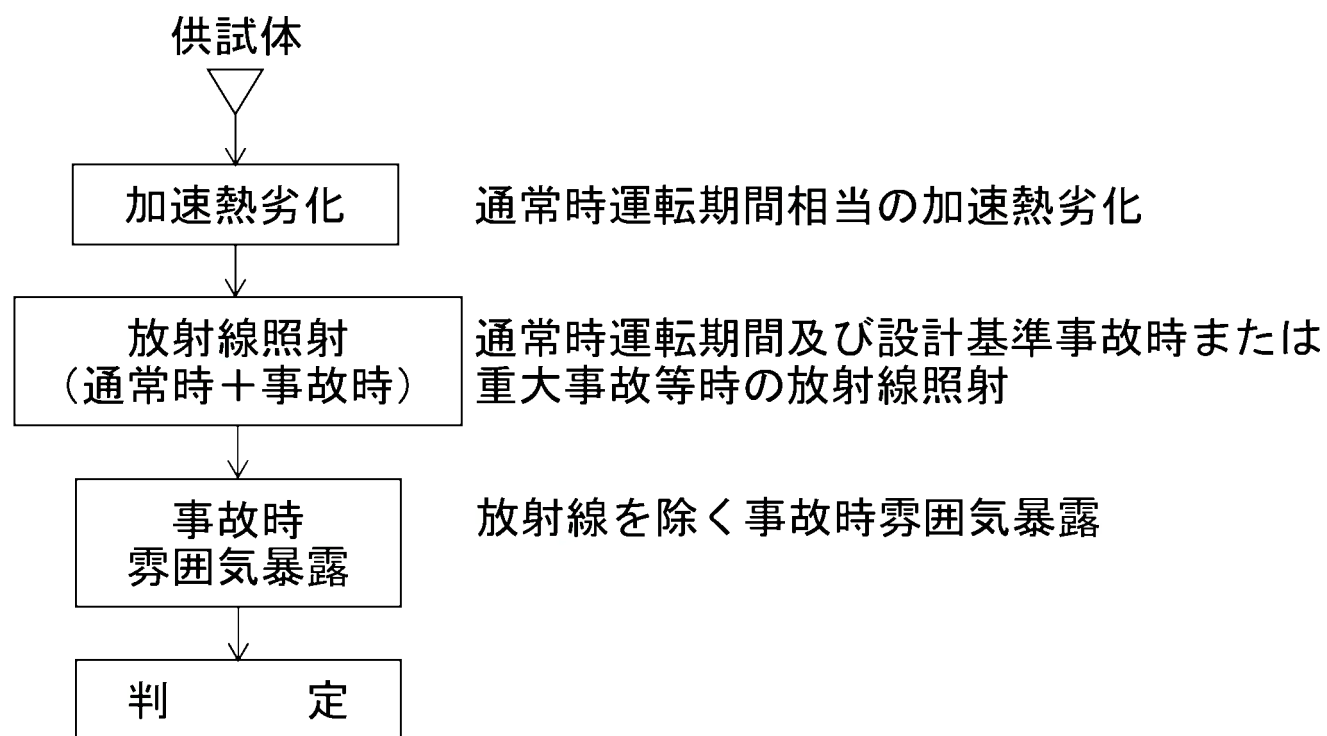 供試体
加速熱劣化
通常時運転期間相当の加速熱劣化
放射線照射
(通常時+事故時)
通常時運転期間及び設計基準事故時または
重大事故等時の放射線照射
事故時
雰囲気暴露
放射線を除く事故時雰囲気暴露
判　　　定